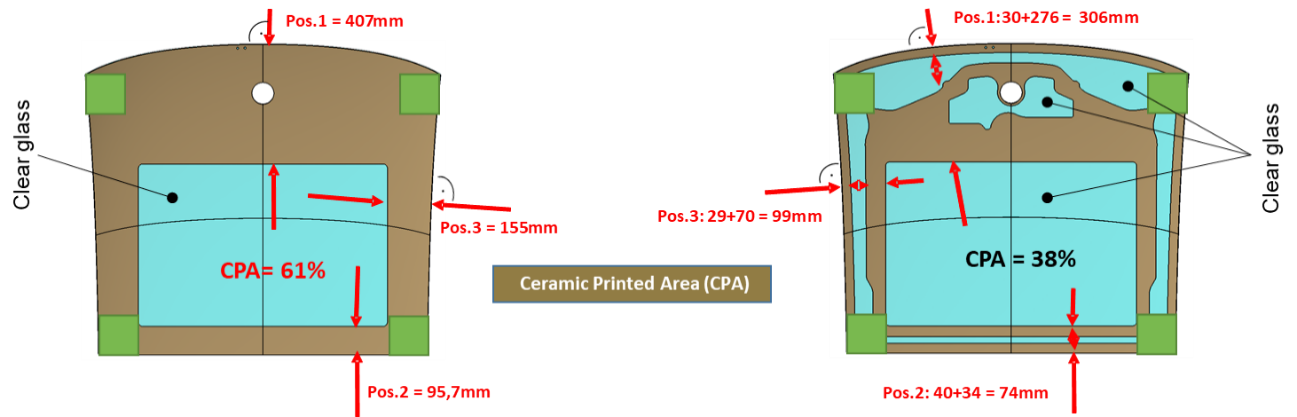 Pos.1 = 407mm
Pos.1:30+276 = 306mm
Clear glass
Clear glass
Pos.3 = 155mm
Pos.3: 29+70 = 99mm
CPA= 61%
CPA = 38%
Ceramic Printed Area (CPA)
Pos.2 = 95,7mm
Pos.2: 40+34 = 74mm